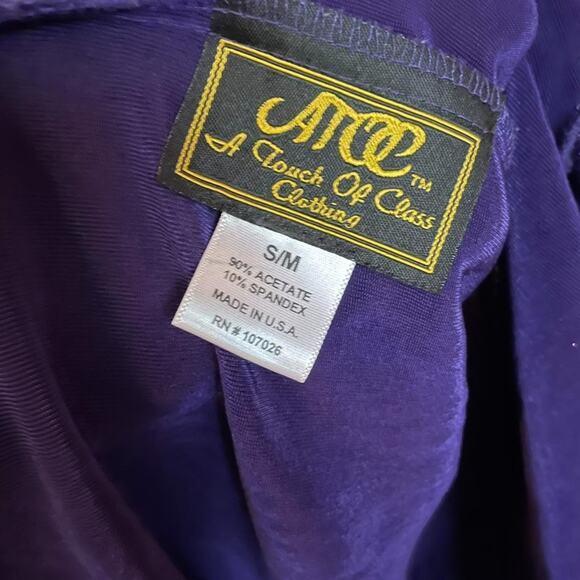 ATOC
A Touch Of Class™
Clothing
S/M
90% ACETATE
10% SPANDEX
MADE IN U.S.A.
RN # 107026